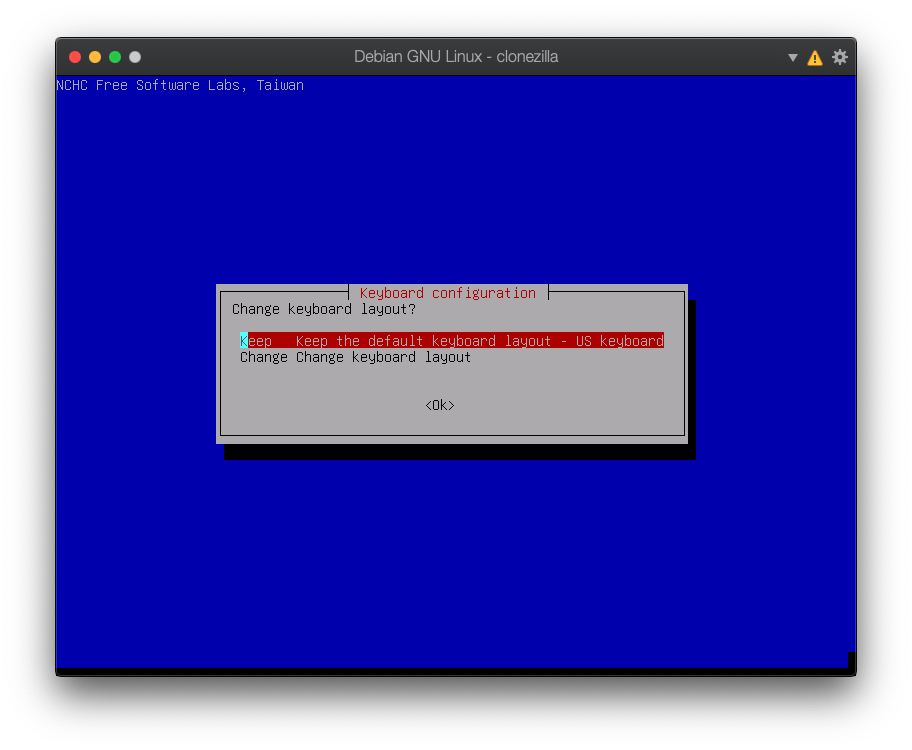 Debian GNU Linux - clonezilla
NCHC Free Software Labs, Taiwan
Keyboard configuration
Change keyboard layout?
Keep Keep the default keyboard layout - US keyboard
Change Change keyboard layout
<Ok>